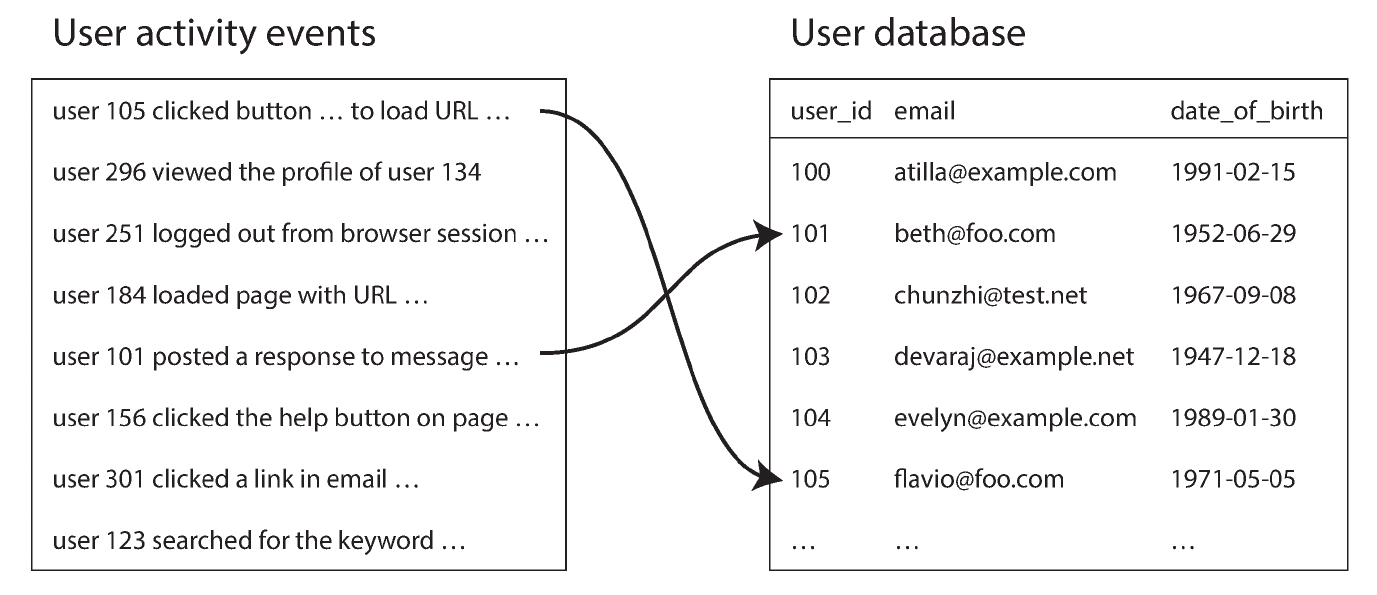 User activity events
user 105 clicked button … to load URL …
user 296 viewed the profile of user 134
user 251 logged out from browser session …
user 184 loaded page with URL …
user 101 posted a response to message …
user 156 clicked the help button on page …
user 301 clicked a link in email …
user 123 searched for the keyword …
User database
user_id email date_of_birth
100 atilla@example.com 1991-02-15
101 beth@foo.com 1952-06-29
102 chunzhi@test.net 1967-09-08
103 devaraj@example.net 1947-12-18
104 evelyn@example.com 1989-01-30
105 flavio@foo.com 1971-05-05
… … …